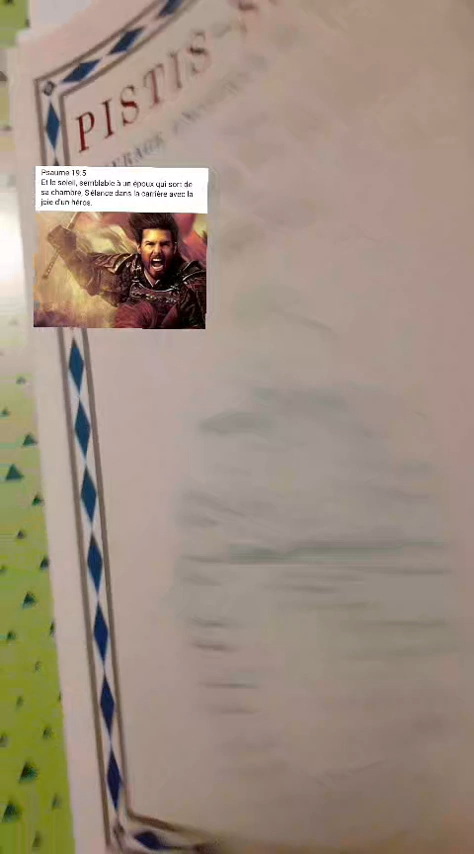 PISTIS-S
Psaume 19:5
Et le soleil, semblable à un époux qui sort de
sa chambre, S'élance dans la carrière avec la
joie d'un héros.